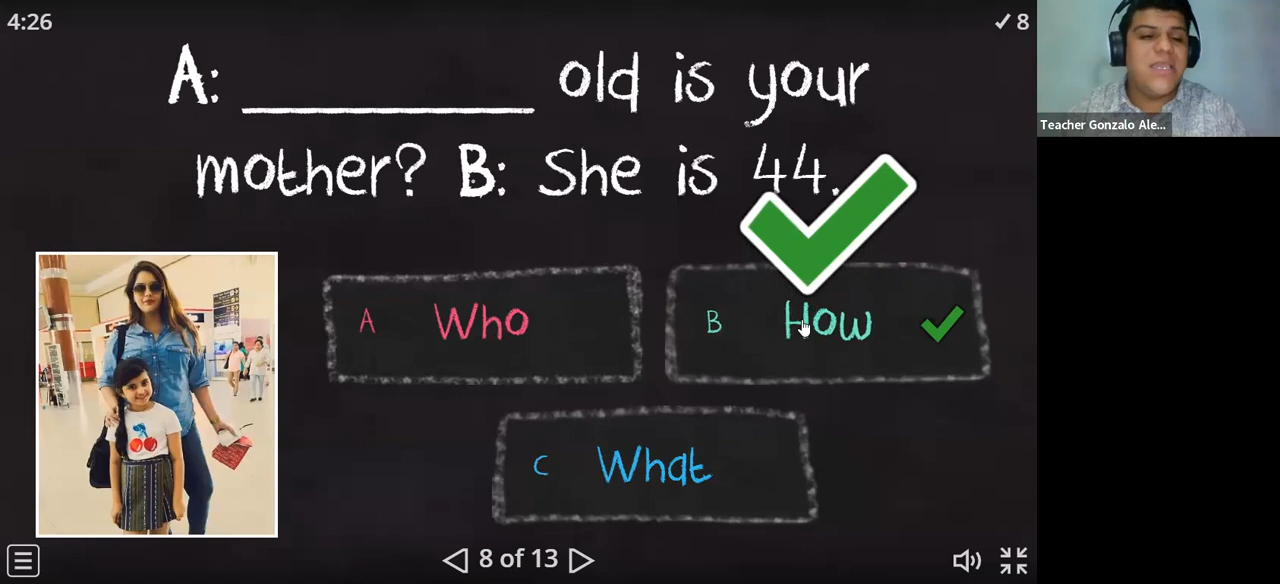 4:26
✓ 8
A: __________ old is your
mother? B: She is 44.
Teacher Gonzalo Ale...
A Who
B How
C What
8 of 13